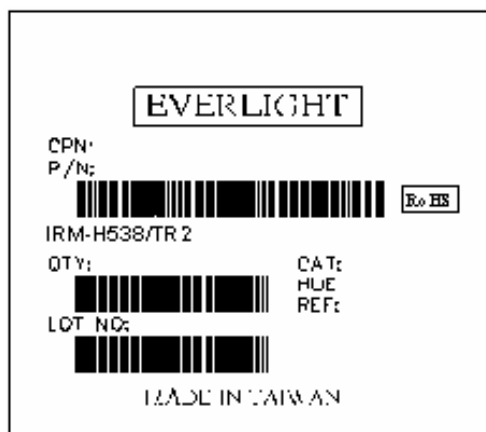 EVERLIGHT
CPN:
P/N:
RoHS
IRM-H538/TR2
QTY: CAT:
HUE
REF:
LOT NO:
MADE IN TAIWAN